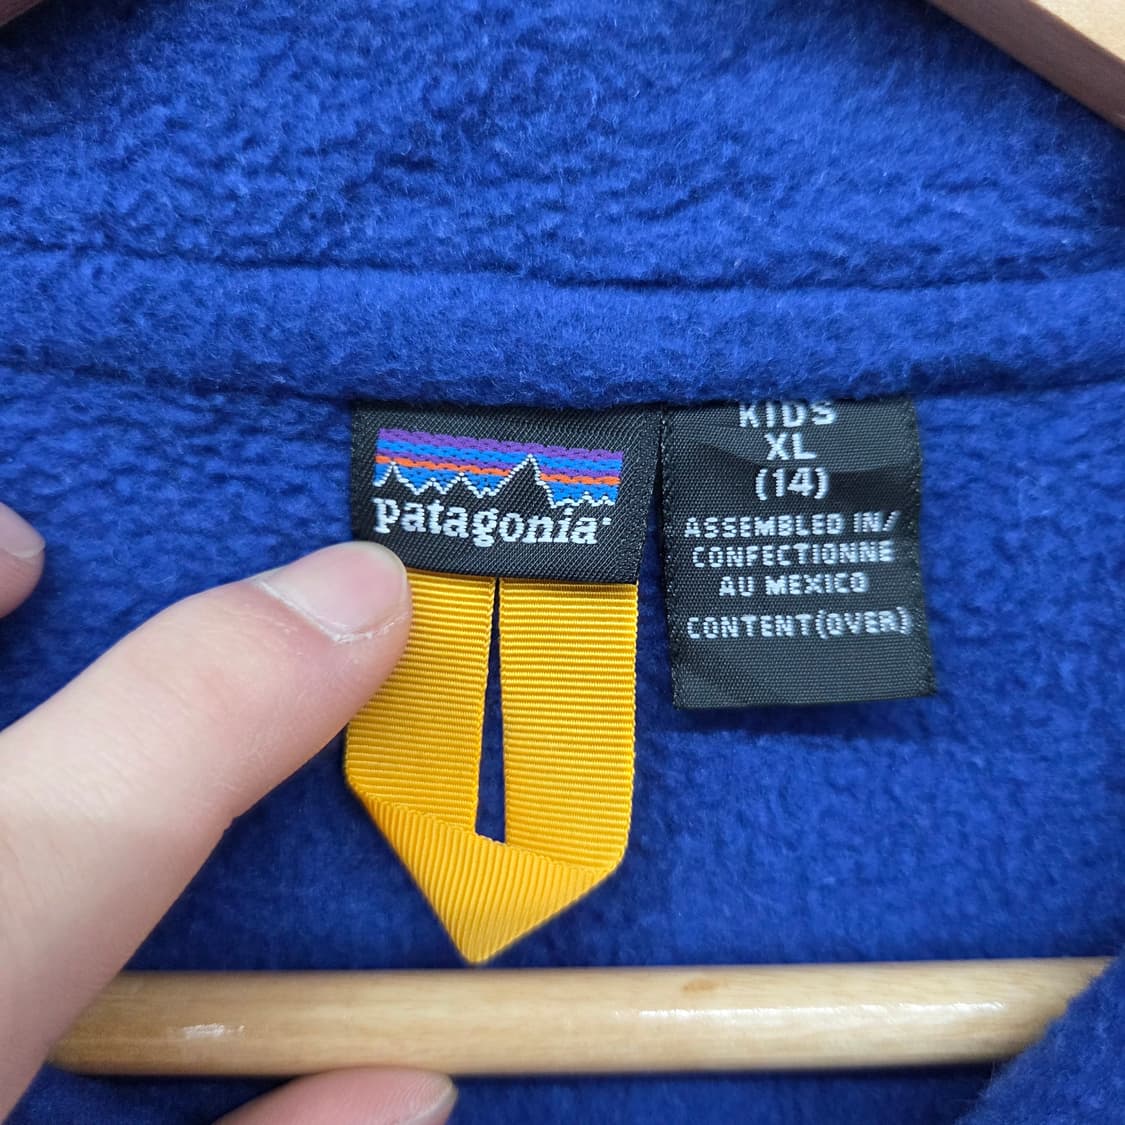 patagonia
KIDS
XL
(14)
ASSEMBLED IN/
CONFECTIONNE
AU MEXICO
CONTENT(OVER)